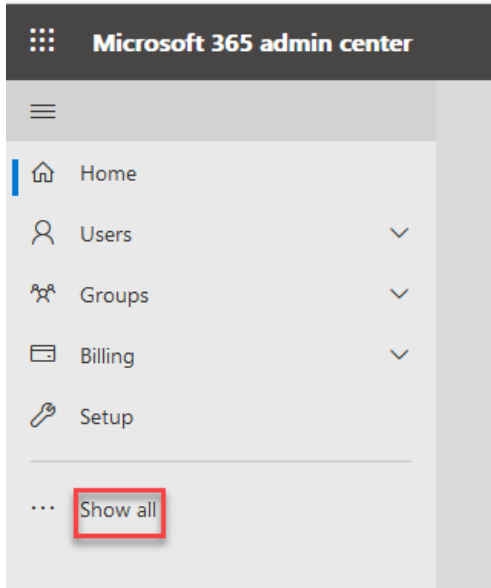 Microsoft 365 admin center
Home
Users
Groups
Billing
Setup
... Show all